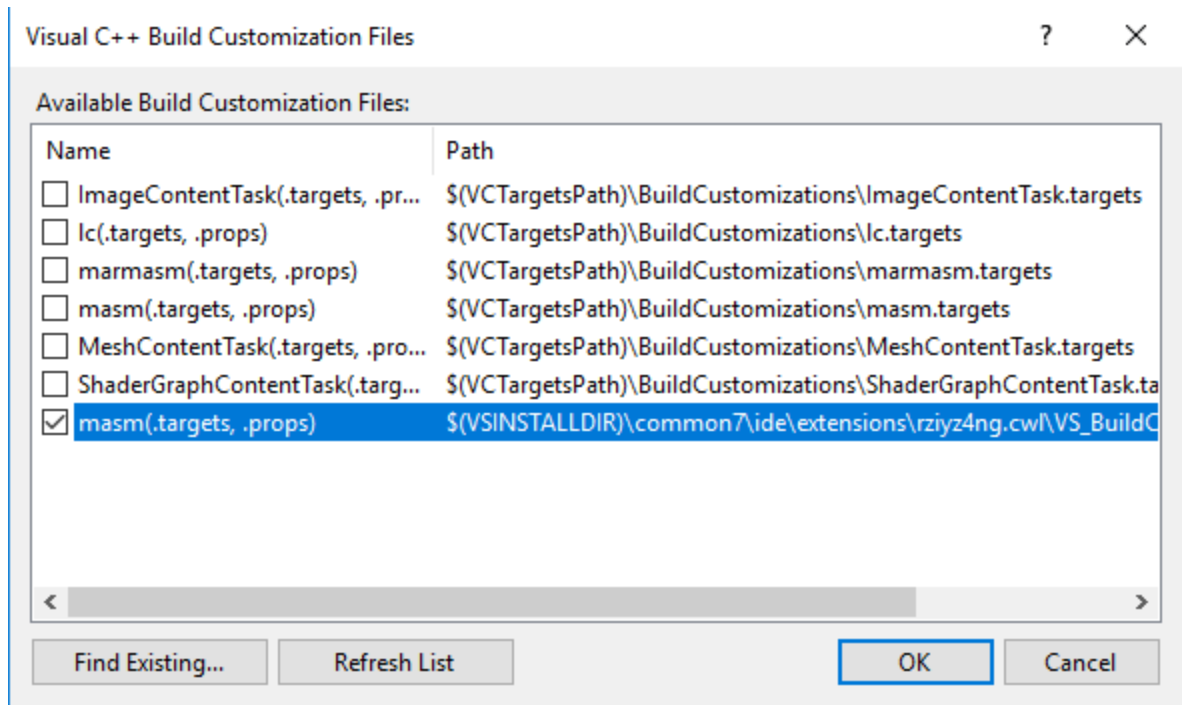 Visual C++ Build Customization Files ? ×
Available Build Customization Files:
Name Path
ImageContentTask(.targets, .pr... $(VCTargetsPath)\BuildCustomizations\ImageContentTask.targets
lc(.targets, .props) $(VCTargetsPath)\BuildCustomizations\lc.targets
marmasm(.targets, .props) $(VCTargetsPath)\BuildCustomizations\marmasm.targets
masm(.targets, .props) $(VCTargetsPath)\BuildCustomizations\masm.targets
MeshContentTask(.targets, .pro... $(VCTargetsPath)\BuildCustomizations\MeshContentTask.targets
ShaderGraphContentTask(.targ... $(VCTargetsPath)\BuildCustomizations\ShaderGraphContentTask.ta
masm(.targets, .props) $(VSINSTALLDIR)\common7\ide\extensions\rziyz4ng.cwl\VS_BuildC
Find Existing... Refresh List OK Cancel